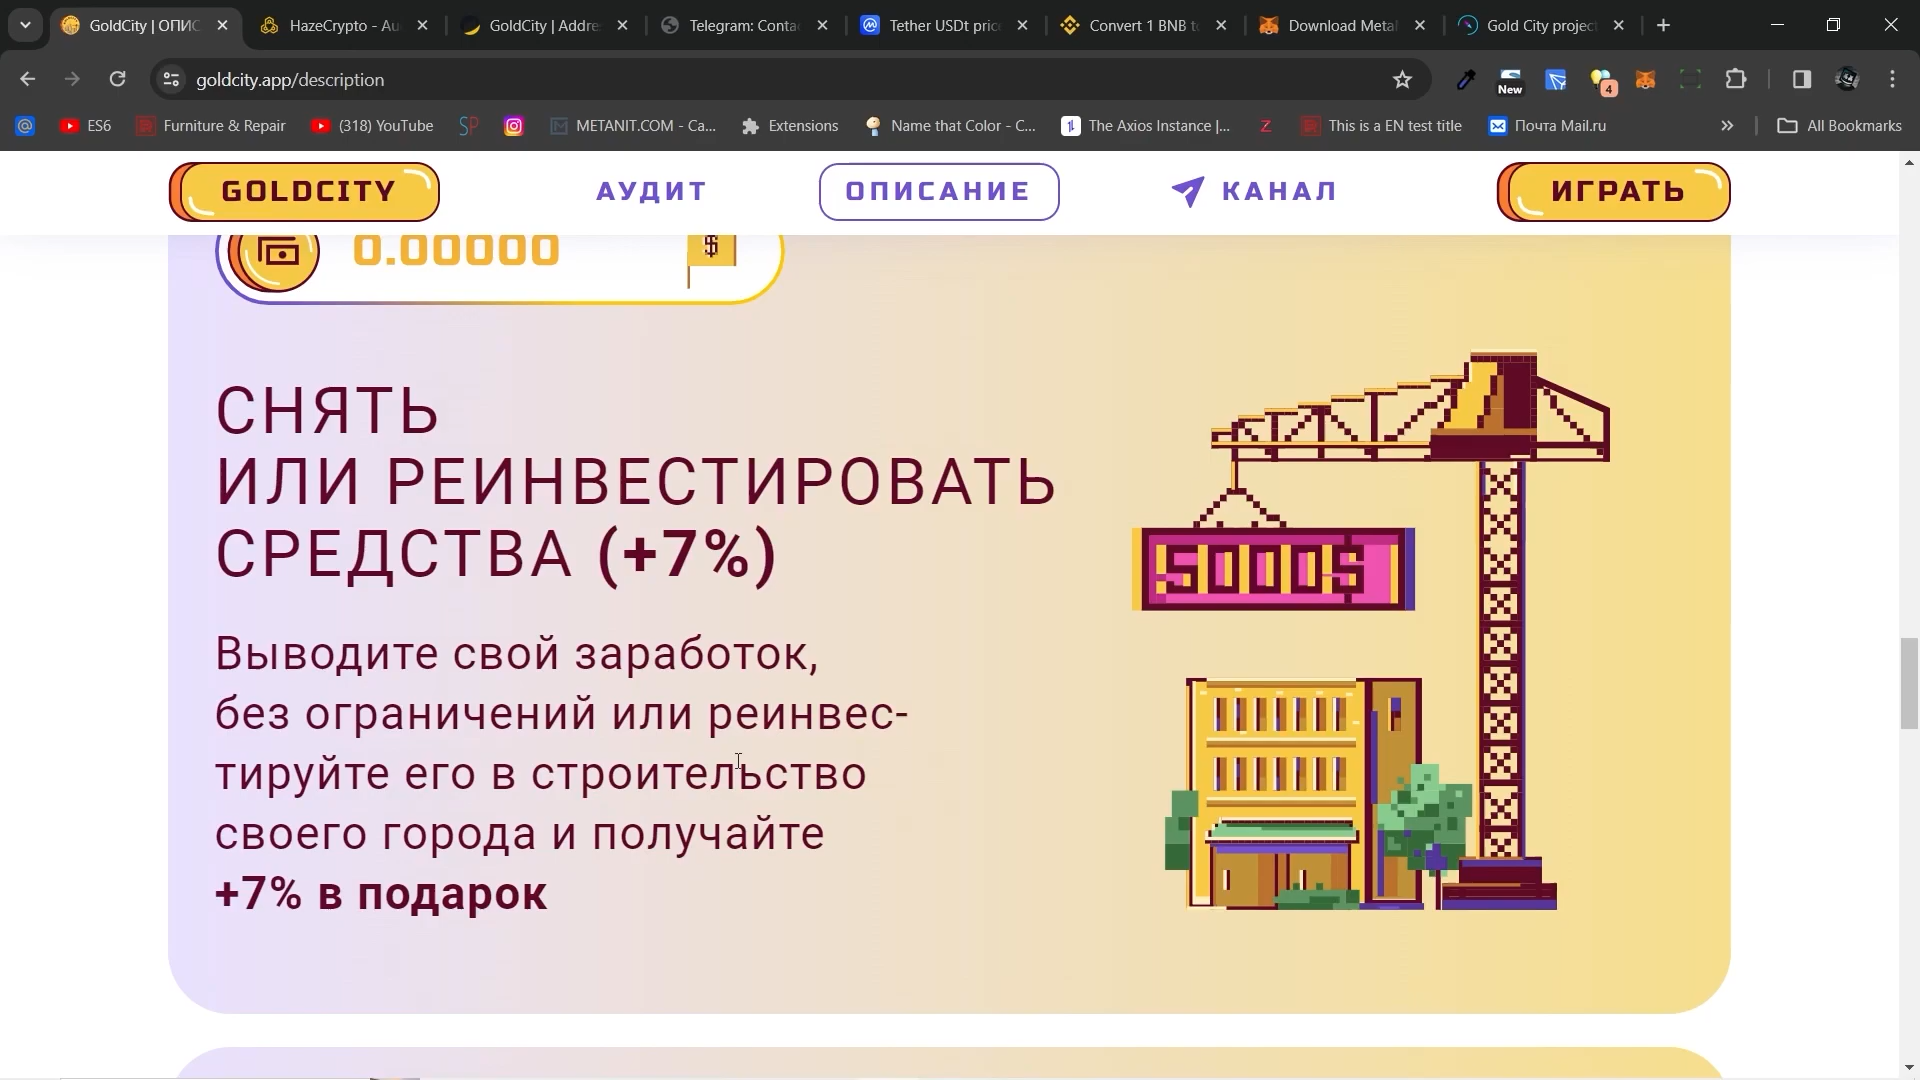 GoldCity | ОПИС
HazeCrypto - Au
GoldCity | Addre
Telegram: Conta
Tether USDt pric
Convert 1 BNB t
Download Meta
Gold City projec
goldcity.app/description
New
4
ES6
Furniture & Repair
(318) YouTube
SP
METANIT.COM - Ca...
Extensions
Name that Color - C...
The Axios Instance |...
Z
This is a EN test title
Почта Mail.ru
All Bookmarks
GOLDCITY
АУДИТ
ОПИСАНИЕ
КАНАЛ
ИГРАТЬ
0.00000
$
СНЯТЬ
ИЛИ РЕИНВЕСТИРОВАТЬ
СРЕДСТВА (+7%)
5000$
Выводите свой заработок,
без ограничений или реинвес-
тируйте его в строительство
своего города и получайте
+7% в подарок